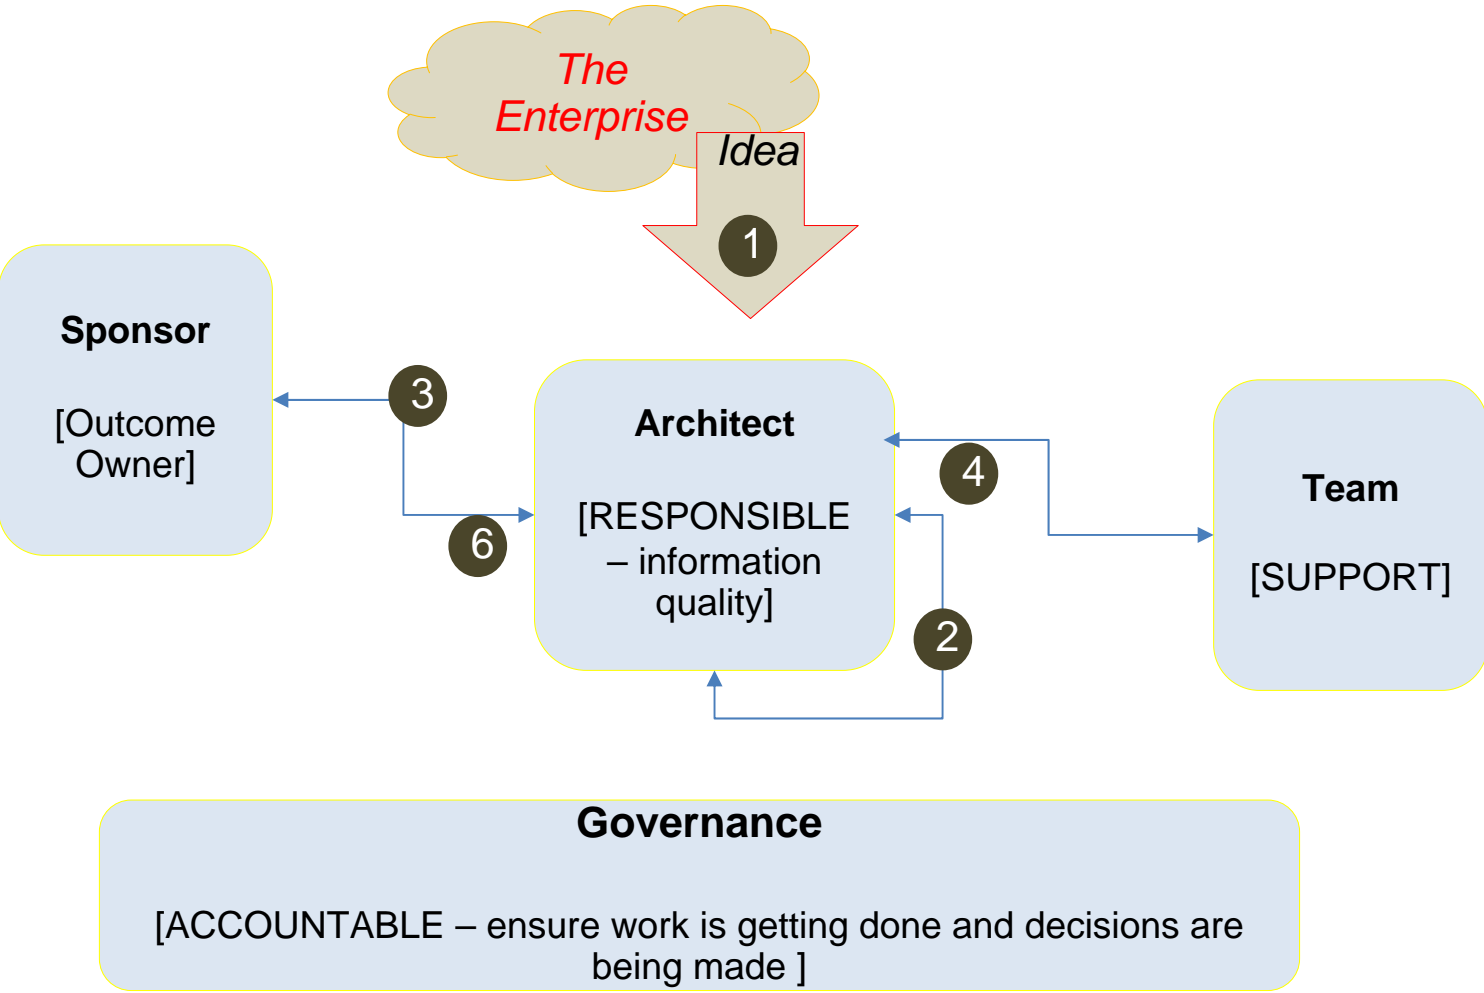 The
Enterprise
Idea
1
Sponsor
[Outcome
Owner]
3
6
Architect
[RESPONSIBLE
– information
quality]
4
2
Team
[SUPPORT]
Governance
[ACCOUNTABLE – ensure work is getting done and decisions are
being made ]